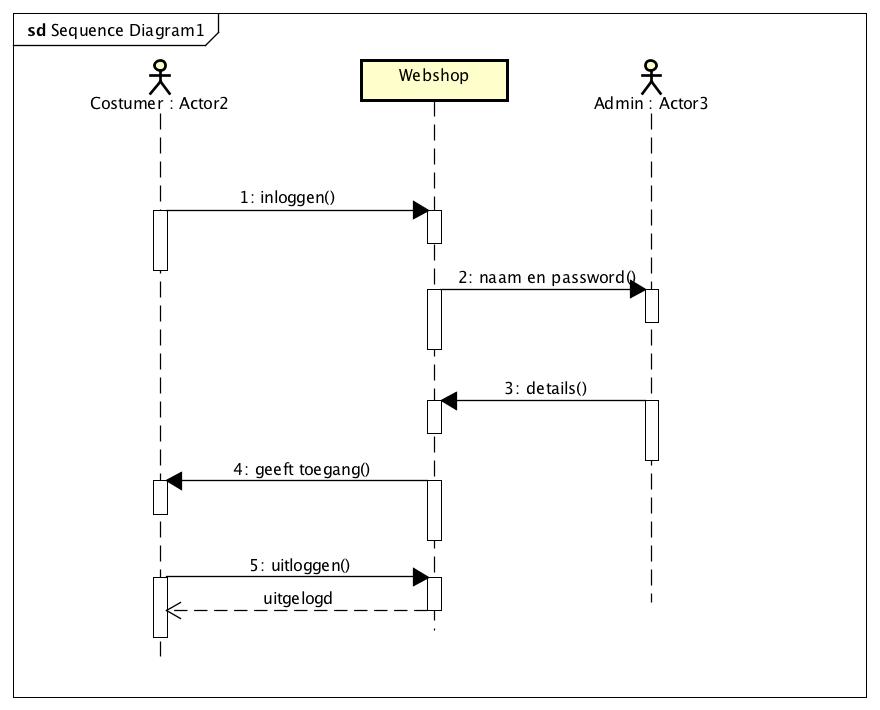 sd Sequence Diagram1
Costumer : Actor2
Webshop
Admin : Actor3
1: inloggen()
2: naam en password()
3: details()
4: geeft toegang()
5: uitloggen()
uitgelogd